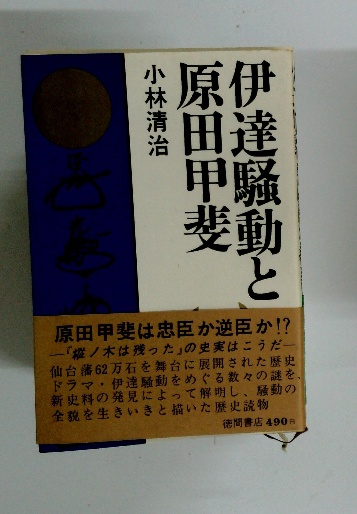 伊達騒動と
原田甲斐
小林清治
原田甲斐は忠臣か逆臣か!?
―「樅ノ木は残った」の史実はこうだ―
仙台藩62万石を舞台に展開された歴史
ドラマ・伊達騒動をめぐる数々の謎を、
新史料の発見によって解明し、騒動の
全貌を生きいきと描いた歴史読物
徳間書店 490円